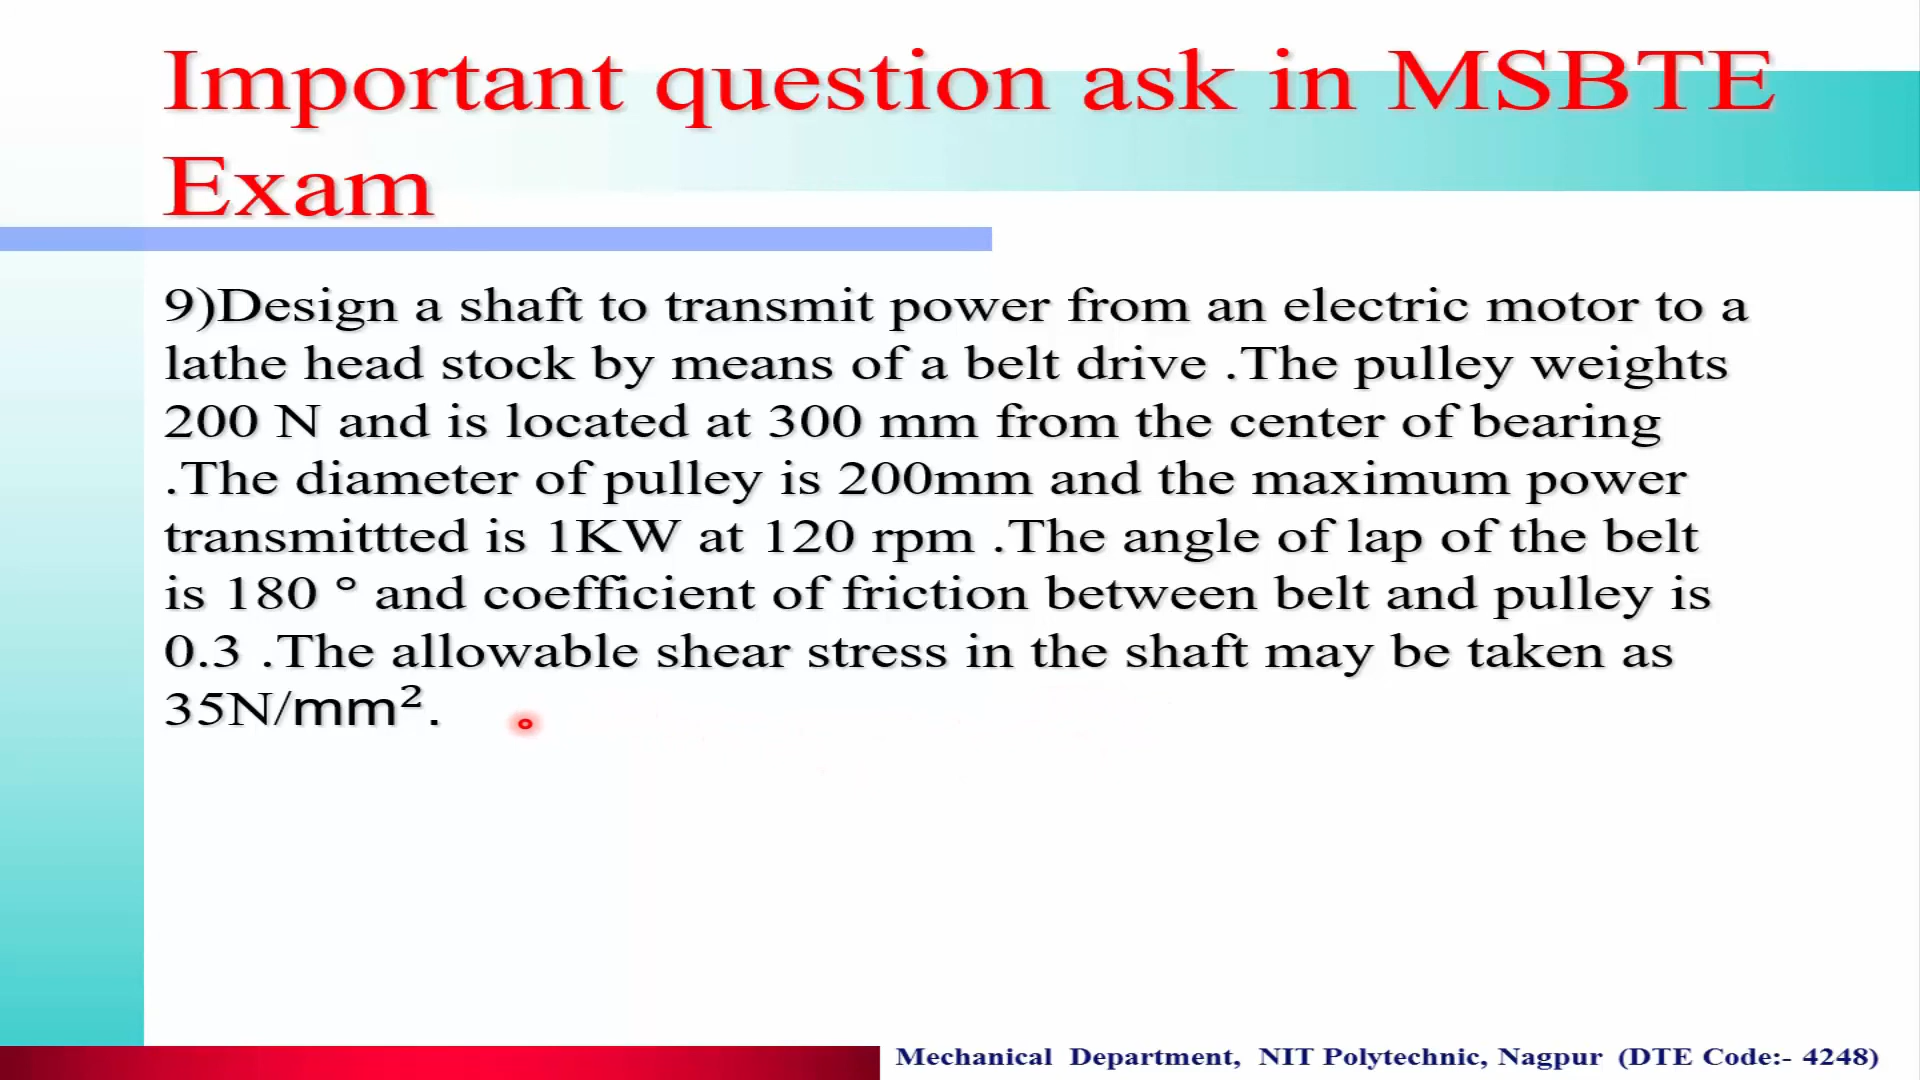 Important question ask in MSBTE
Exam
9)Design a shaft to transmit power from an electric motor to a
lathe head stock by means of a belt drive .The pulley weights
200 N and is located at 300 mm from the center of bearing
.The diameter of pulley is 200mm and the maximum power
transmittted is 1KW at 120 rpm .The angle of lap of the belt
is 180 ° and coefficient of friction between belt and pulley is
0.3 .The allowable shear stress in the shaft may be taken as
35N/mm².
Mechanical Department, NIT Polytechnic, Nagpur (DTE Code:- 4248)